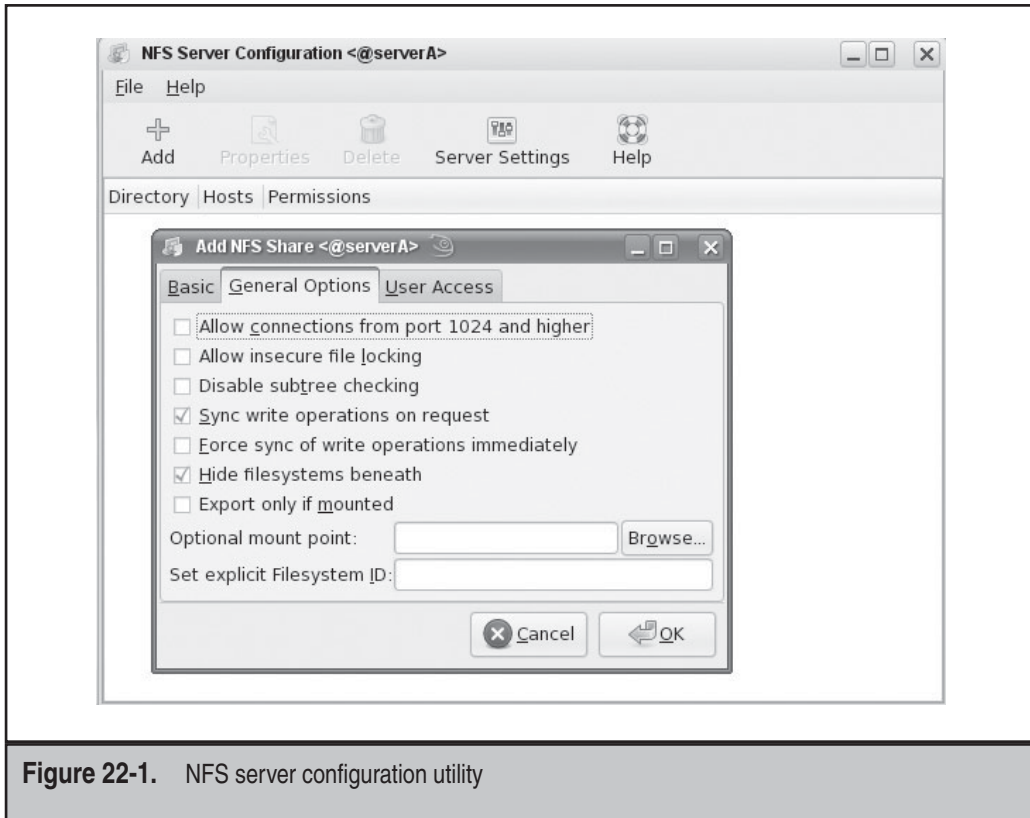 NFS Server Configuration <@serverA>
File Help
Add Properties Delete Server Settings Help
Directory Hosts Permissions
Add NFS Share <@serverA>
Basic General Options User Access
Allow connections from port 1024 and higher
Allow insecure file locking
Disable subtree checking
Sync write operations on request
Force sync of write operations immediately
Hide filesystems beneath
Export only if mounted
Optional mount point: Browse...
Set explicit Filesystem ID:
Cancel OK
Figure 22-1. NFS server configuration utility